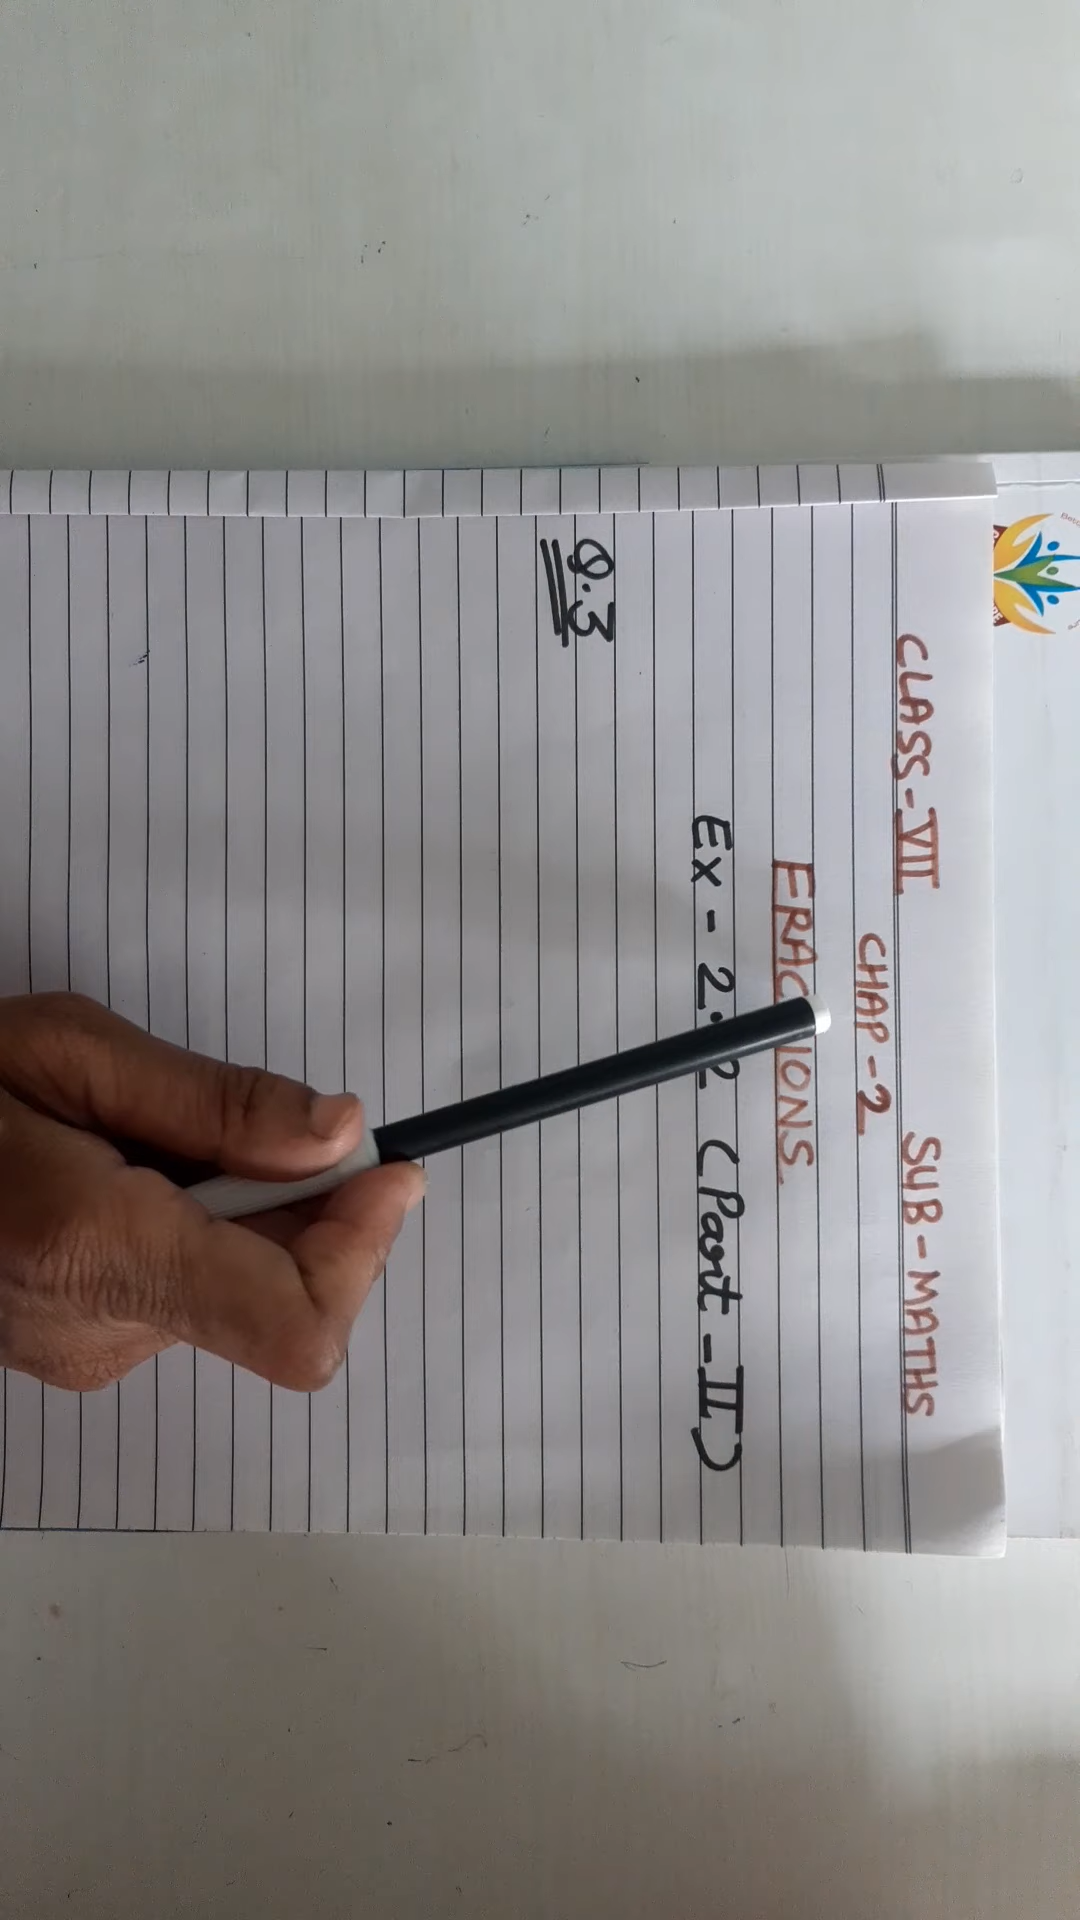 CLASS-VII SUB-MATHS
CHAP-2
FRACTIONS
Ex-2.2 (Part-II)
Q.3